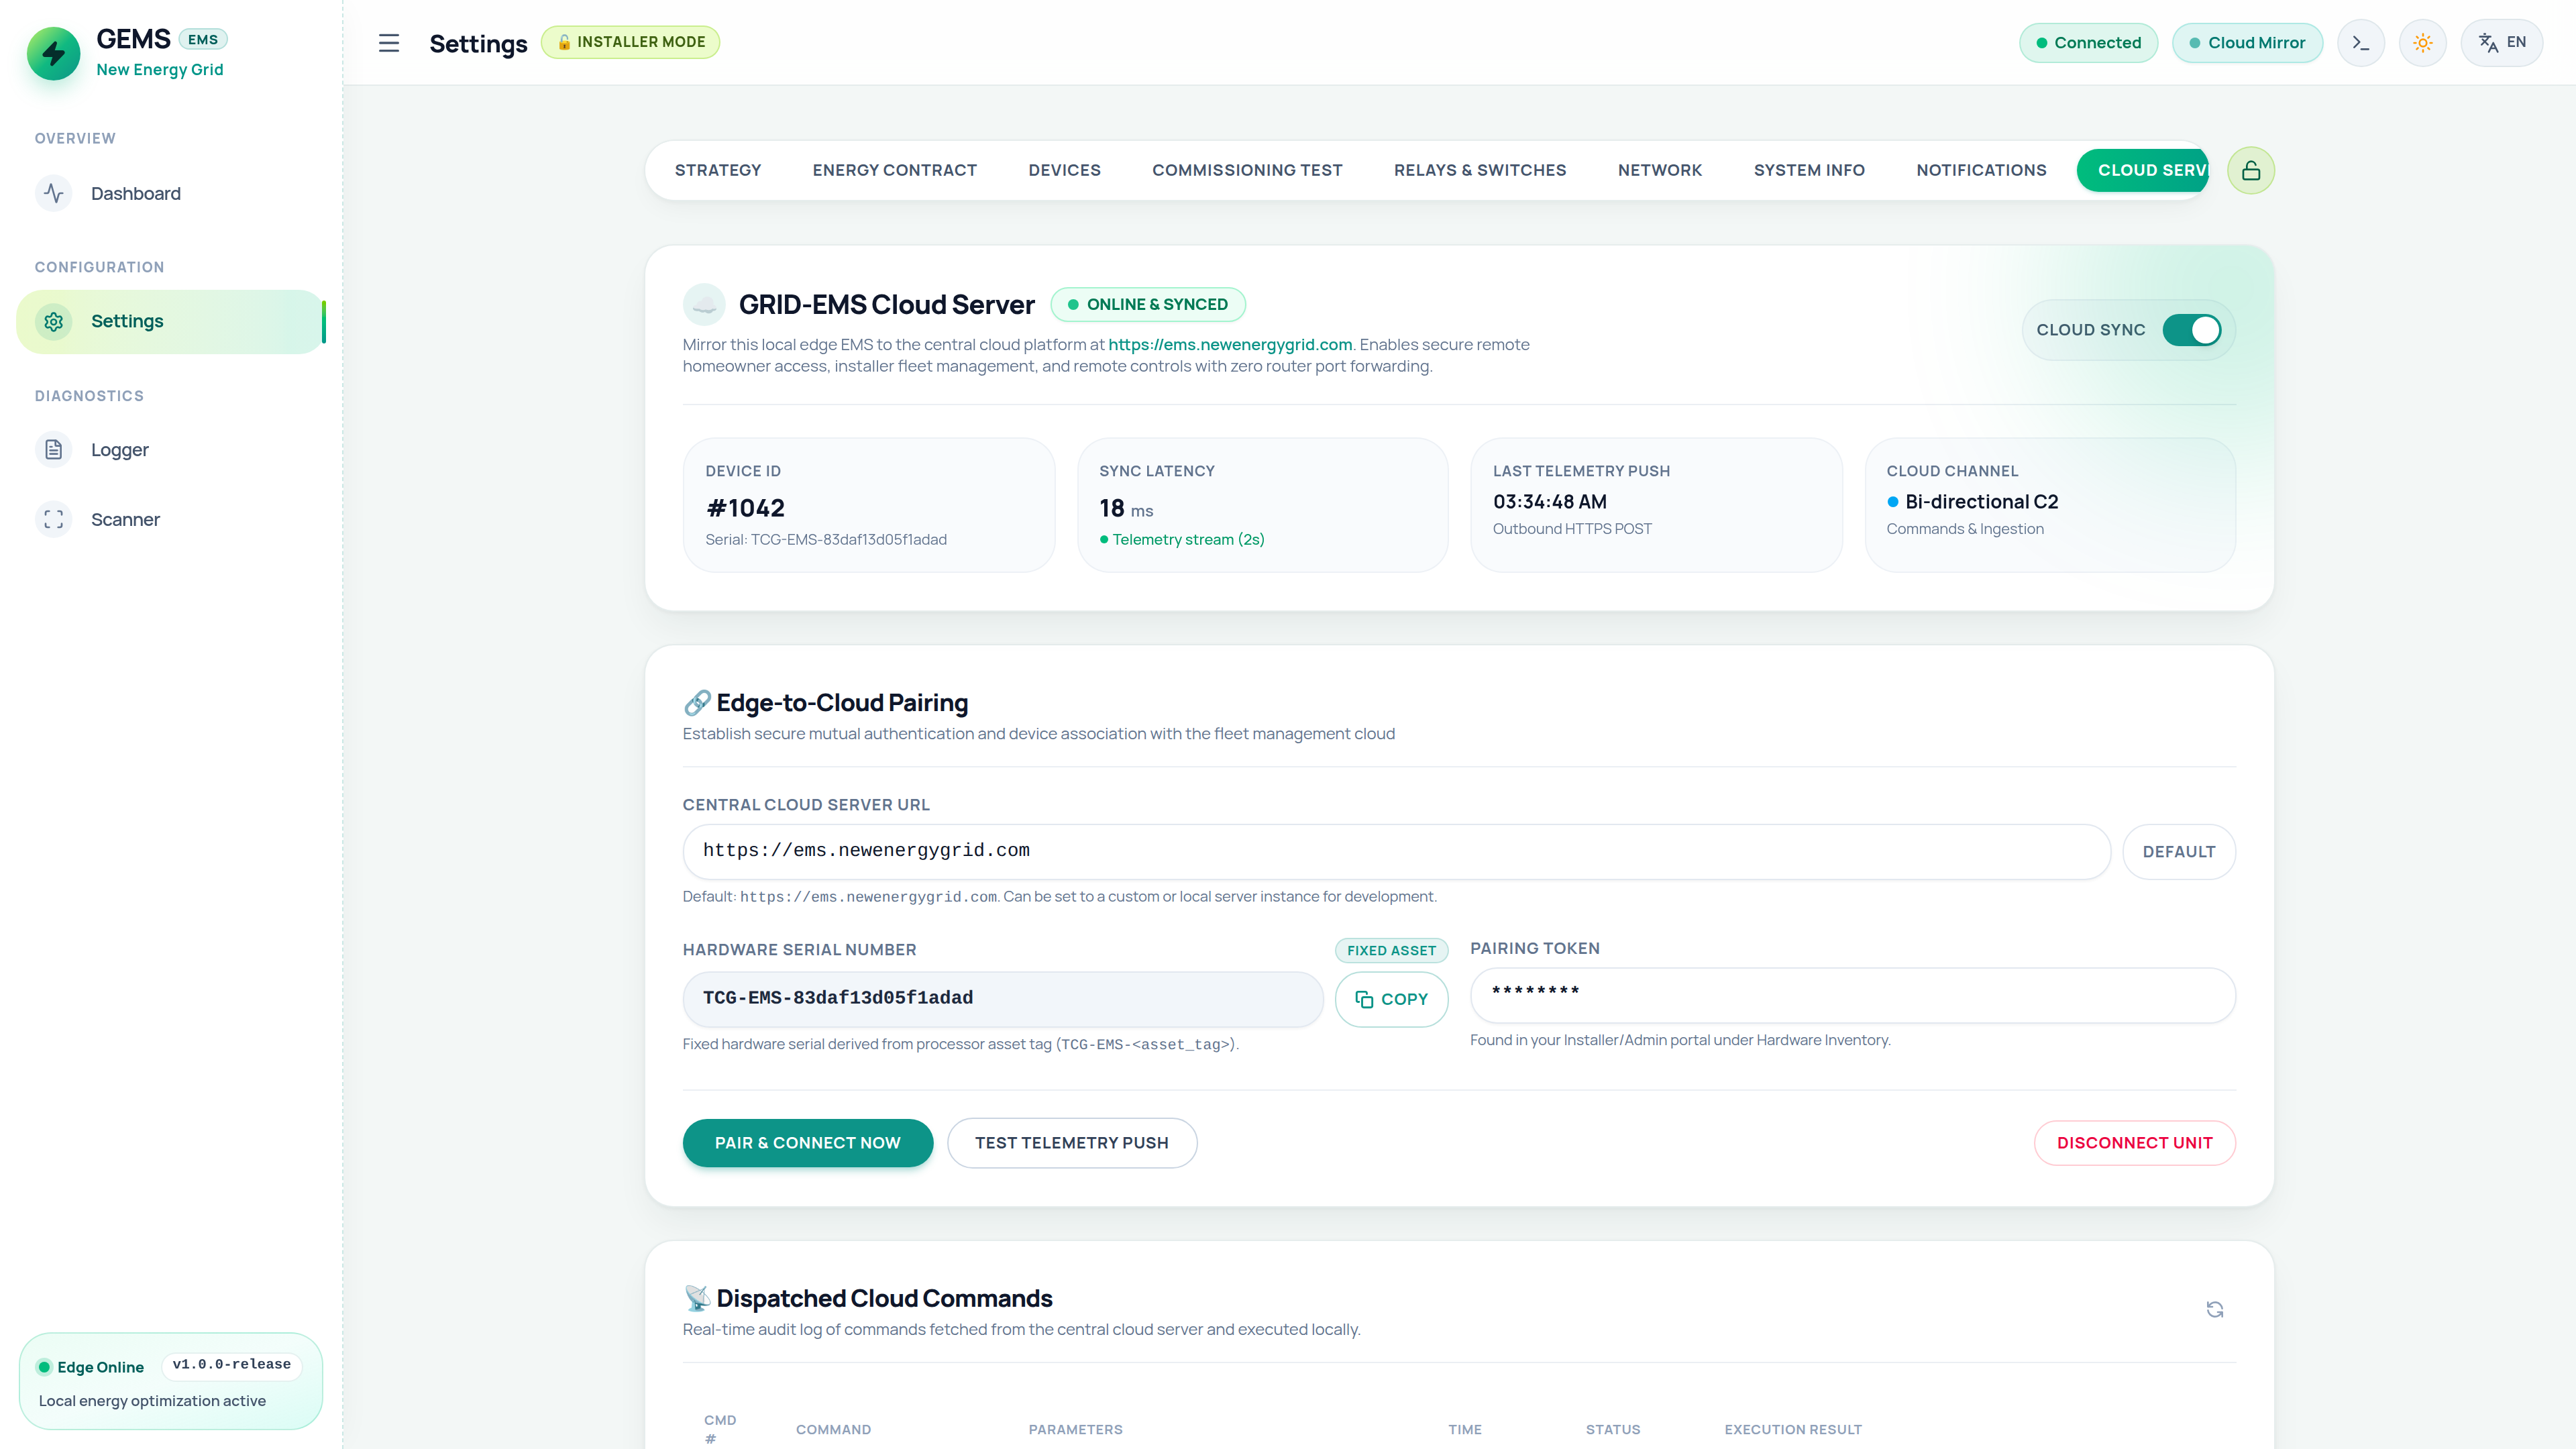 GEMS EMS
New Energy Grid
OVERVIEW
Dashboard
CONFIGURATION
Settings
DIAGNOSTICS
Logger
Scanner
Edge Online v1.0.0-release
Local energy optimization active
Settings INSTALLER MODE
Connected Cloud Mirror EN
STRATEGY ENERGY CONTRACT DEVICES COMMISSIONING TEST RELAYS & SWITCHES NETWORK SYSTEM INFO NOTIFICATIONS CLOUD SERV
GRID-EMS Cloud Server ONLINE & SYNCED
Mirror this local edge EMS to the central cloud platform at https://ems.newenergygrid.com. Enables secure remote
homeowner access, installer fleet management, and remote controls with zero router port forwarding.
CLOUD SYNC
DEVICE ID
#1042
Serial: TCG-EMS-83daf13d05f1adad
SYNC LATENCY
18 ms
Telemetry stream (2s)
LAST TELEMETRY PUSH
03:34:48 AM
Outbound HTTPS POST
CLOUD CHANNEL
Bi-directional C2
Commands & Ingestion
Edge-to-Cloud Pairing
Establish secure mutual authentication and device association with the fleet management cloud
CENTRAL CLOUD SERVER URL
https://ems.newenergygrid.com DEFAULT
Default: https://ems.newenergygrid.com. Can be set to a custom or local server instance for development.
HARDWARE SERIAL NUMBER FIXED ASSET
TCG-EMS-83daf13d05f1adad COPY
Fixed hardware serial derived from processor asset tag (TCG-EMS-<asset_tag>).
PAIRING TOKEN
********
Found in your Installer/Admin portal under Hardware Inventory.
PAIR & CONNECT NOW TEST TELEMETRY PUSH DISCONNECT UNIT
Dispatched Cloud Commands
Real-time audit log of commands fetched from the central cloud server and executed locally.
CMD # COMMAND PARAMETERS TIME STATUS EXECUTION RESULT